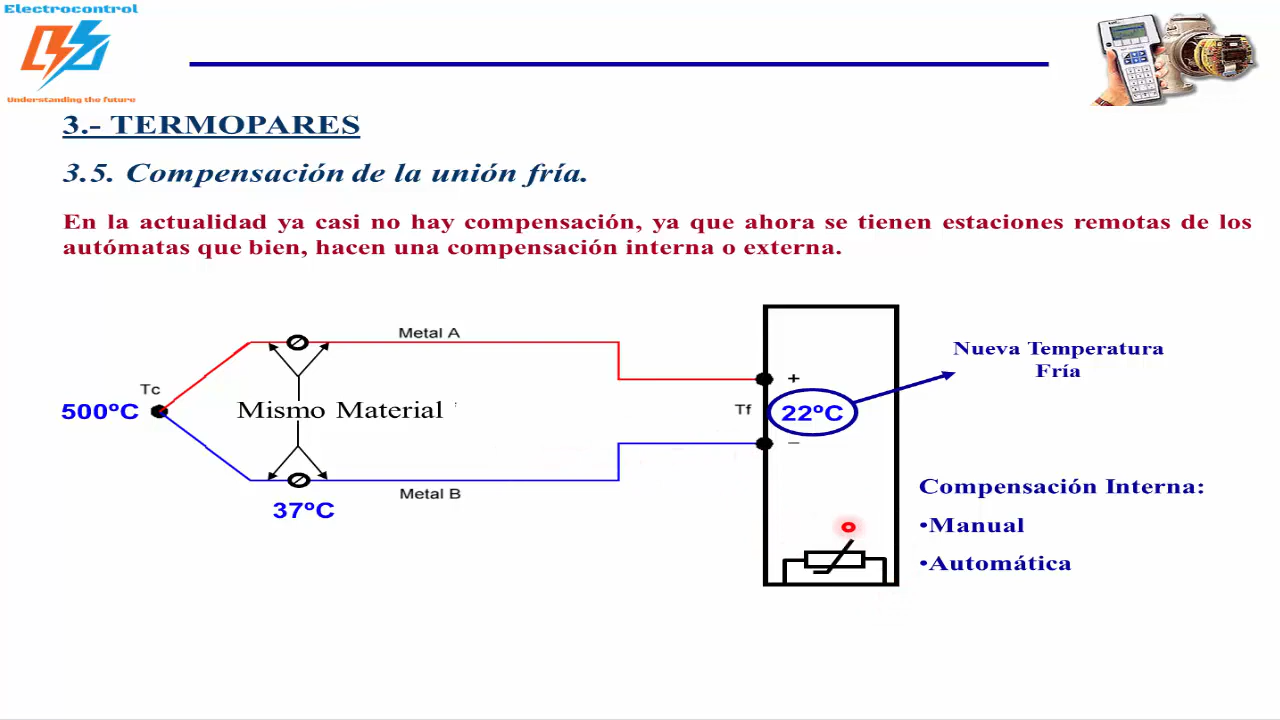 Electrocontrol
Understanding the future
3.- TERMOPARES
3.5. Compensación de la unión fría.
En la actualidad ya casi no hay compensación, ya que ahora se tienen estaciones remotas de los
autómatas que bien, hacen una compensación interna o externa.
Metal A
Nueva Temperatura
Fría
Tc
+
500ºC
Mismo Material
Tf
22ºC
−
Metal B
37ºC
Compensación Interna:
•Manual
•Automática